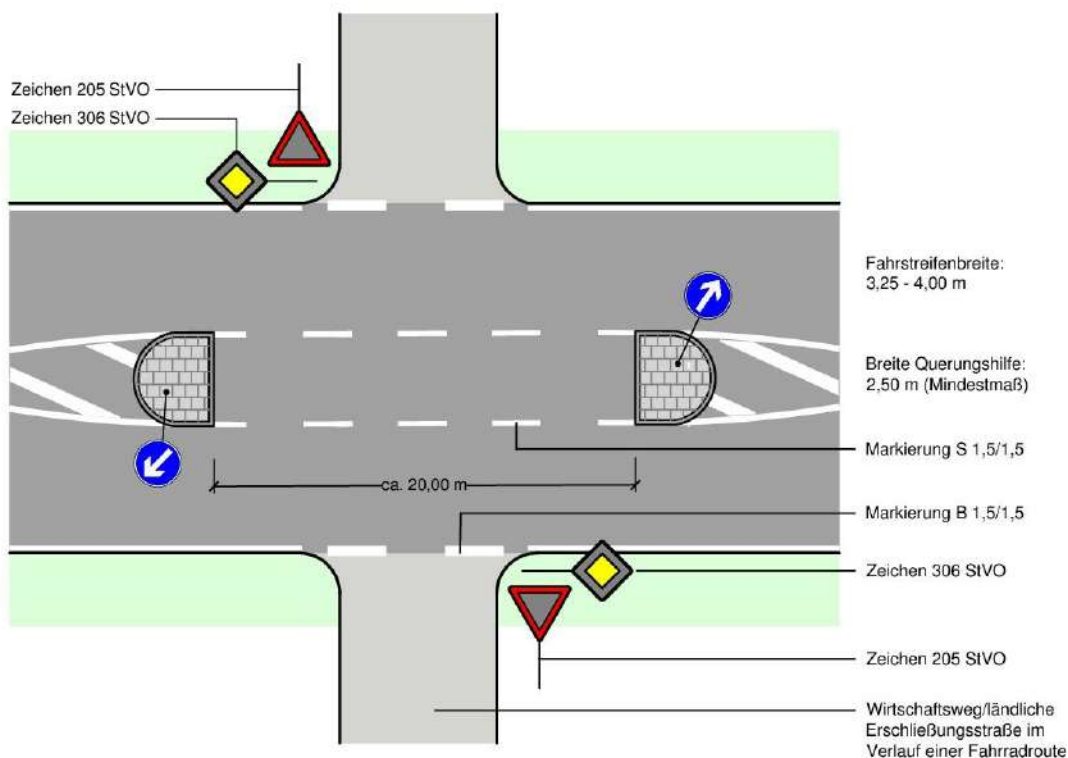 Zeichen 205 StVO
Zeichen 306 StVO
Fahrstreifenbreite:
3,25 - 4,00 m
Breite Querungshilfe:
2,50 m (Mindestmaß)
Markierung S 1,5/1,5
ca. 20,00 m
Markierung B 1,5/1,5
Zeichen 306 StVO
Zeichen 205 StVO
Wirtschaftsweg/ländliche
Erschließungsstraße im
Verlauf einer Fahrradroute